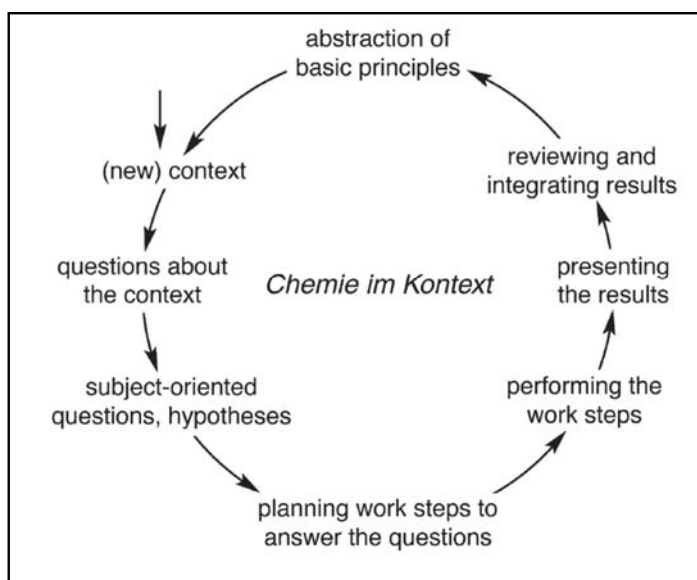 abstraction of
basic principles
(new) context
questions about
the context
subject-oriented
questions, hypotheses
planning work steps to
answer the questions
performing the
work steps
presenting
the results
reviewing and
integrating results
Chemie im Kontext